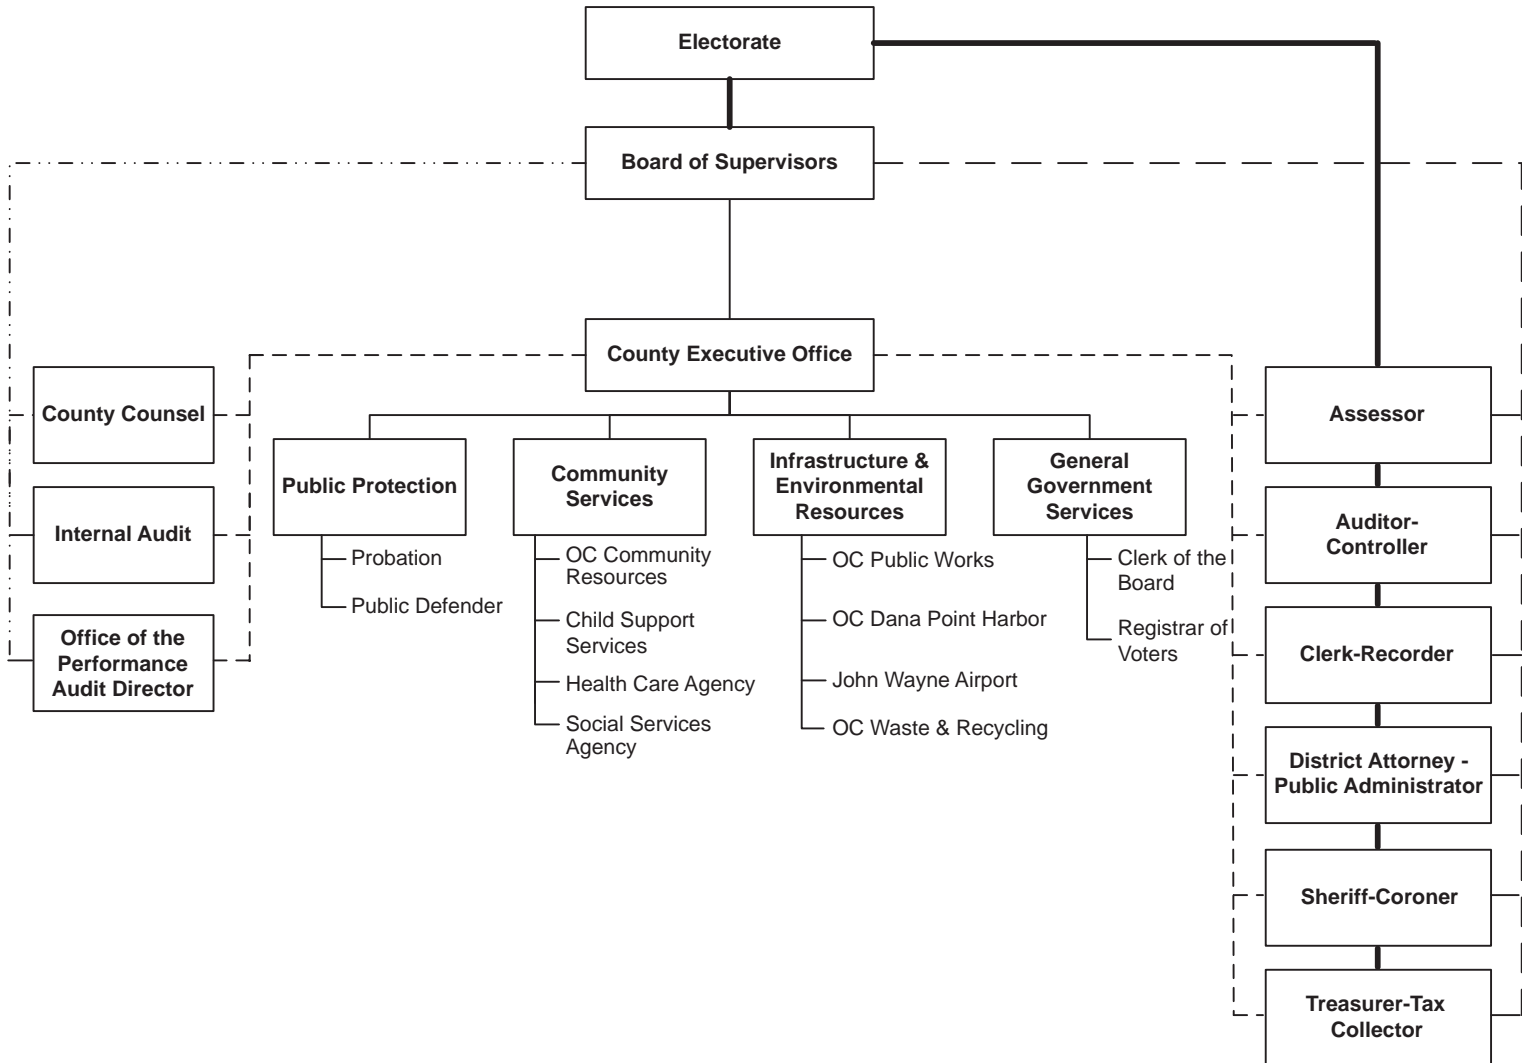 Electorate
Board of Supervisors
County Executive Office
County Counsel
Internal Audit
Office of the
Performance
Audit Director
Public Protection
Probation
Public Defender
Community
Services
OC Community
Resources
Child Support
Services
Health Care Agency
Social Services
Agency
Infrastructure &
Environmental
Resources
OC Public Works
OC Dana Point Harbor
John Wayne Airport
OC Waste & Recycling
General
Government
Services
Clerk of the
Board
Registrar of
Voters
Assessor
Auditor-
Controller
Clerk-Recorder
District Attorney -
Public Administrator
Sheriff-Coroner
Treasurer-Tax
Collector